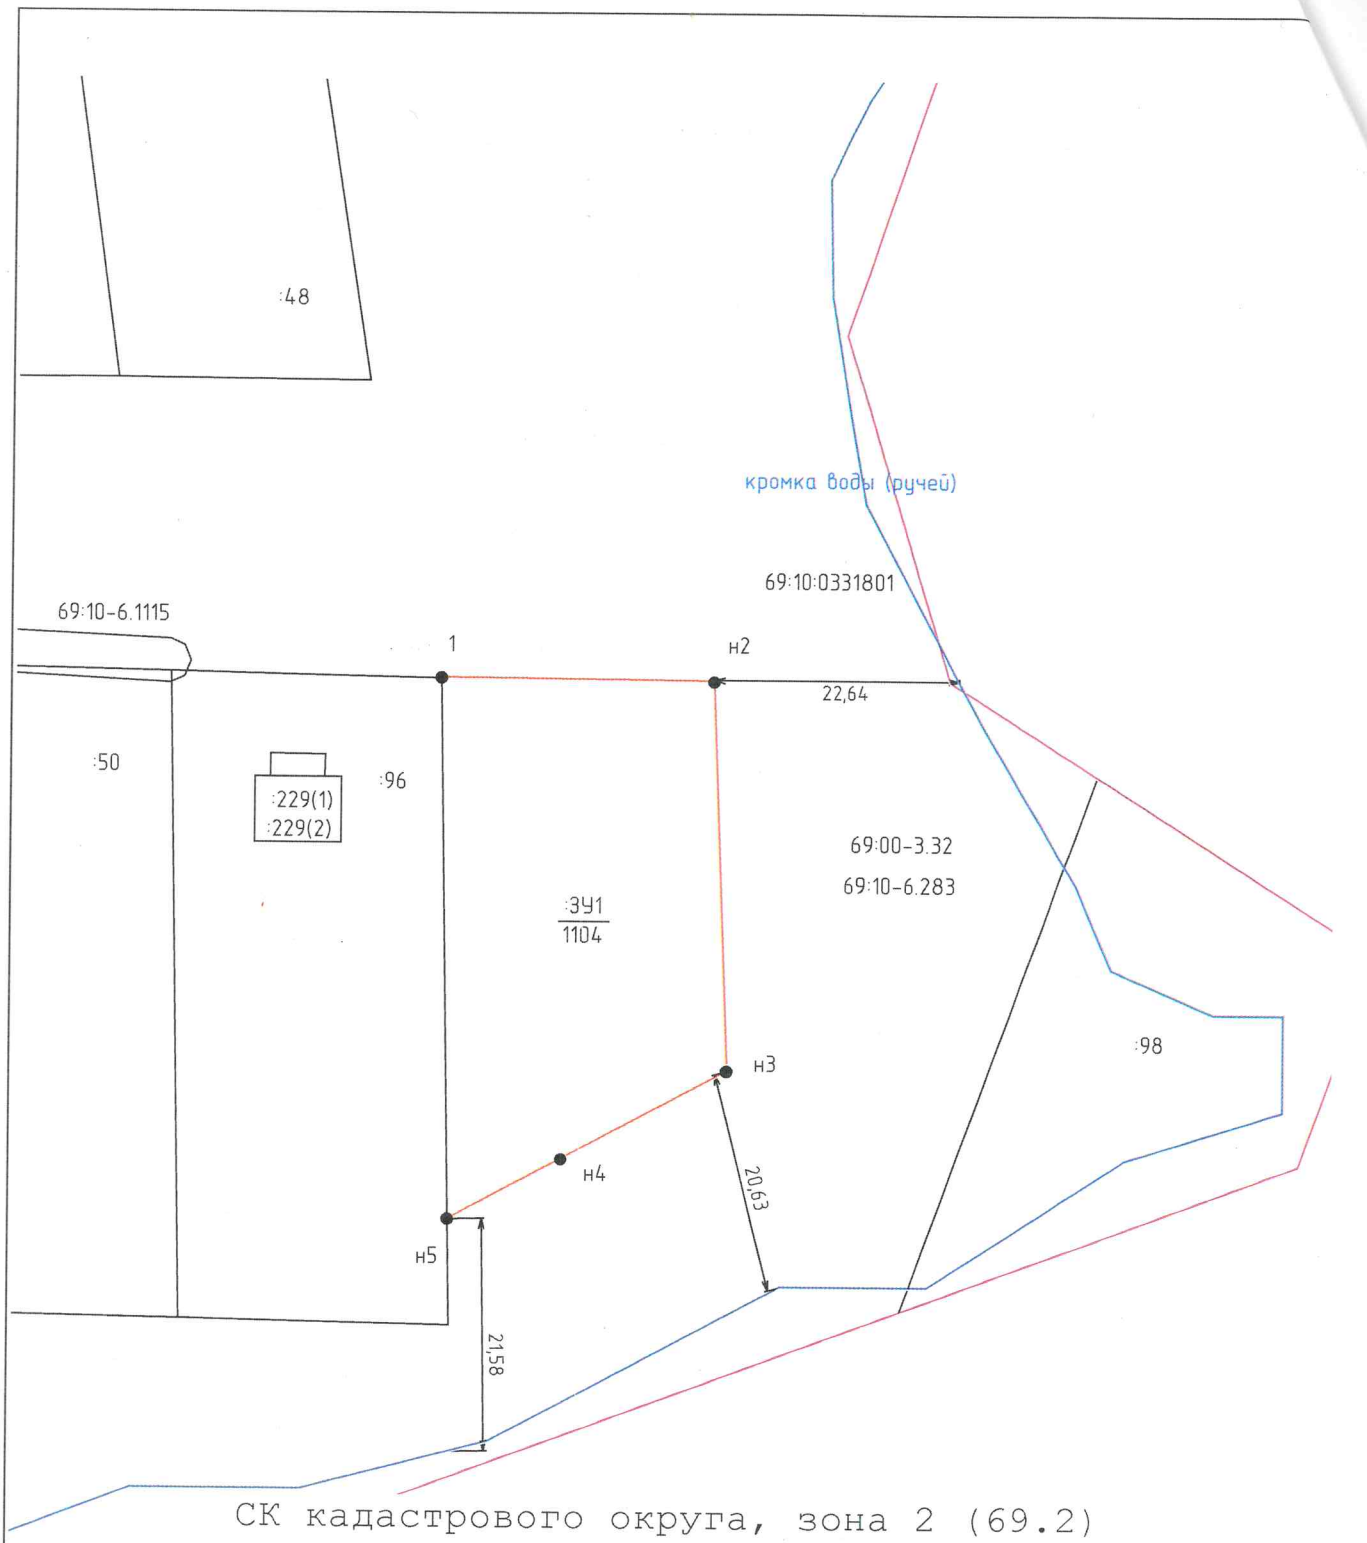 :48
кромка воды (ручей)
69:10:0331801
69:10-6.1115
1
н2
22,64
:50
:96
:229(1)
:229(2)
69:00-3.32
69:10-6.283
:ЗУ1
1104
:98
н3
н4
20,63
н5
21,58
СК кадастрового округа, зона 2 (69.2)